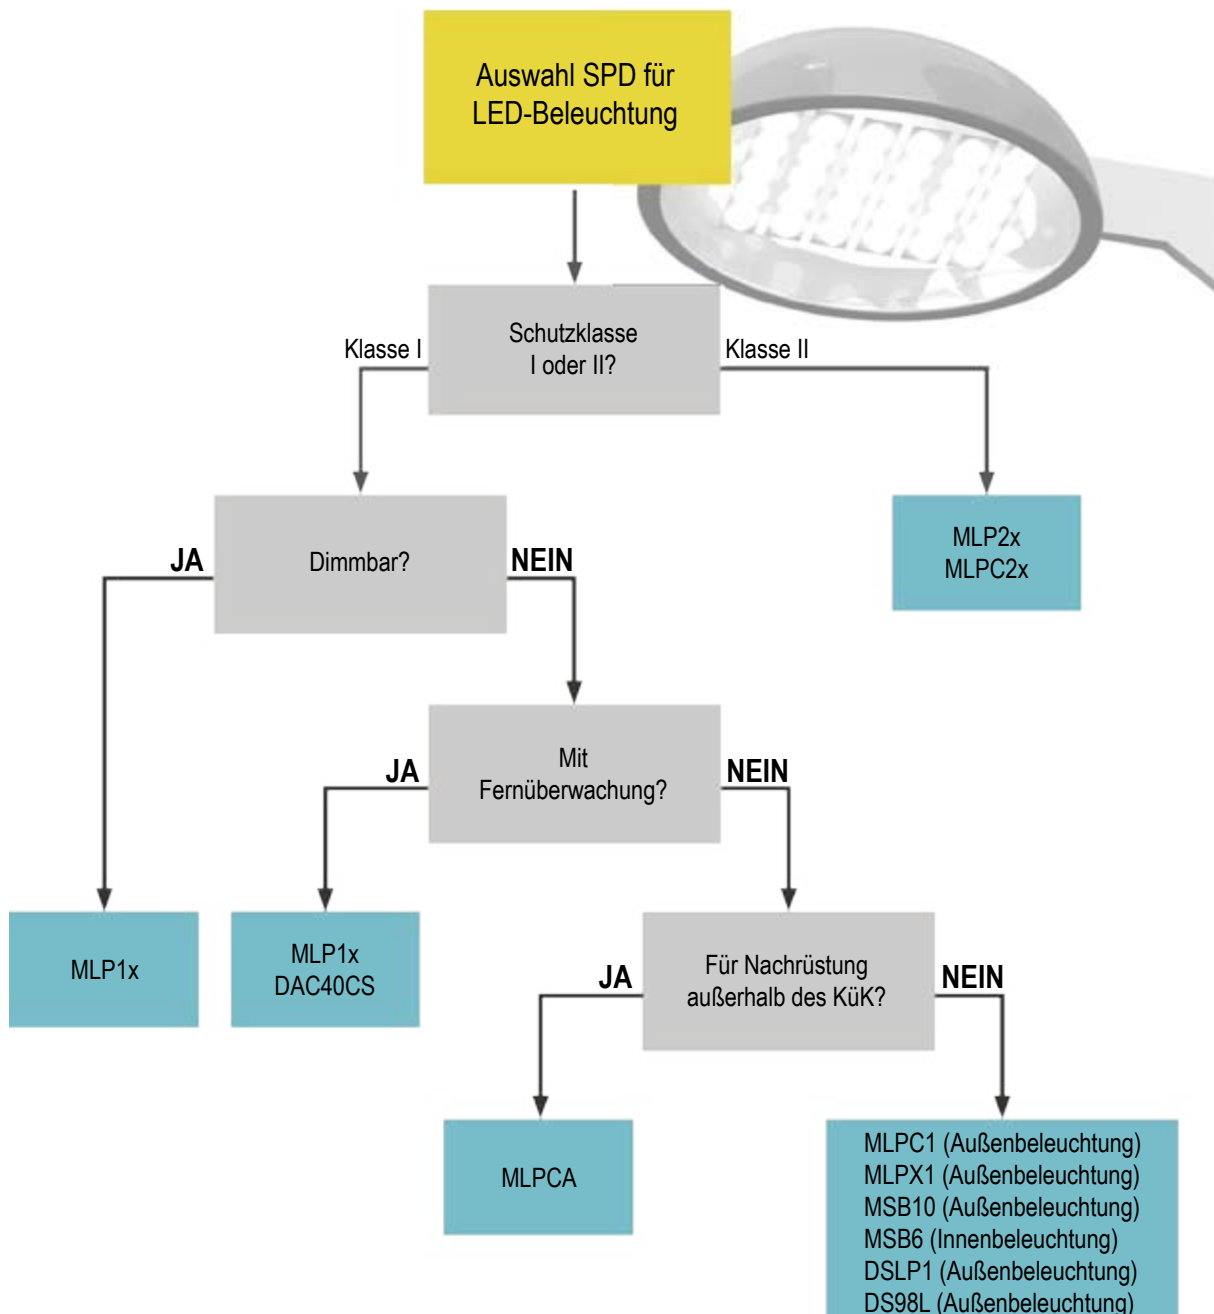 Auswahl SPD für
LED-Beleuchtung
Schutzklasse
I oder II?
Klasse I
Klasse II
Dimmbar?
JA
NEIN
MLP2x
MLPC2x
Mit
Fernüberwachung?
JA
NEIN
MLP1x
MLP1x
DAC40CS
Für Nachrüstung
außerhalb des KüK?
JA
NEIN
MLPCA
MLPC1 (Außenbeleuchtung)
MLPX1 (Außenbeleuchtung)
MSB10 (Außenbeleuchtung)
MSB6 (Innenbeleuchtung)
DSLP1 (Außenbeleuchtung)
DS98L (Außenbeleuchtung)